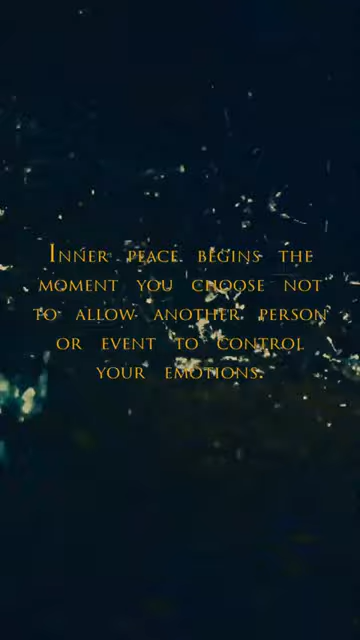 Inner peace begins the
moment you choose not
to allow another person
or event to control
your emotions.